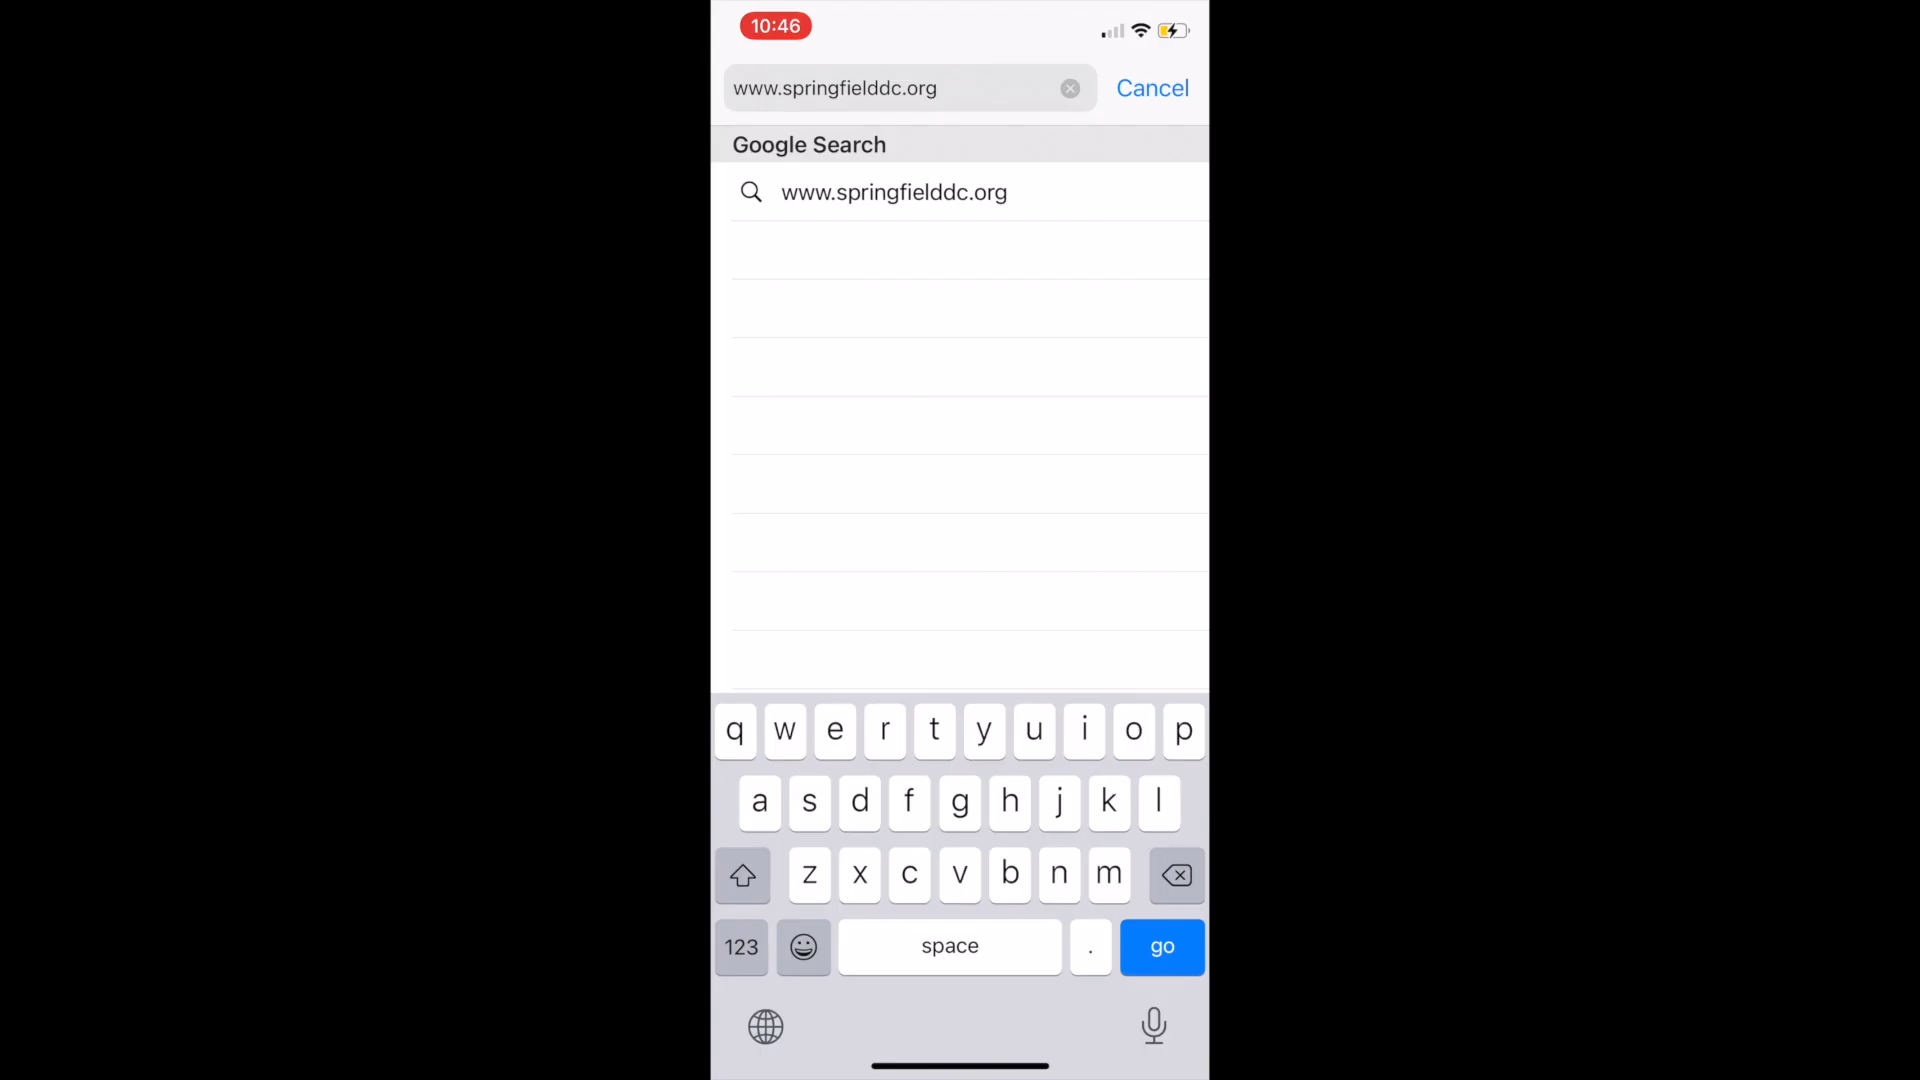 10:46
www.springfielddc.org
Cancel
Google Search
www.springfielddc.org
q w e r t y u i o p
a s d f g h j k l
z x c v b n m
123 space . go